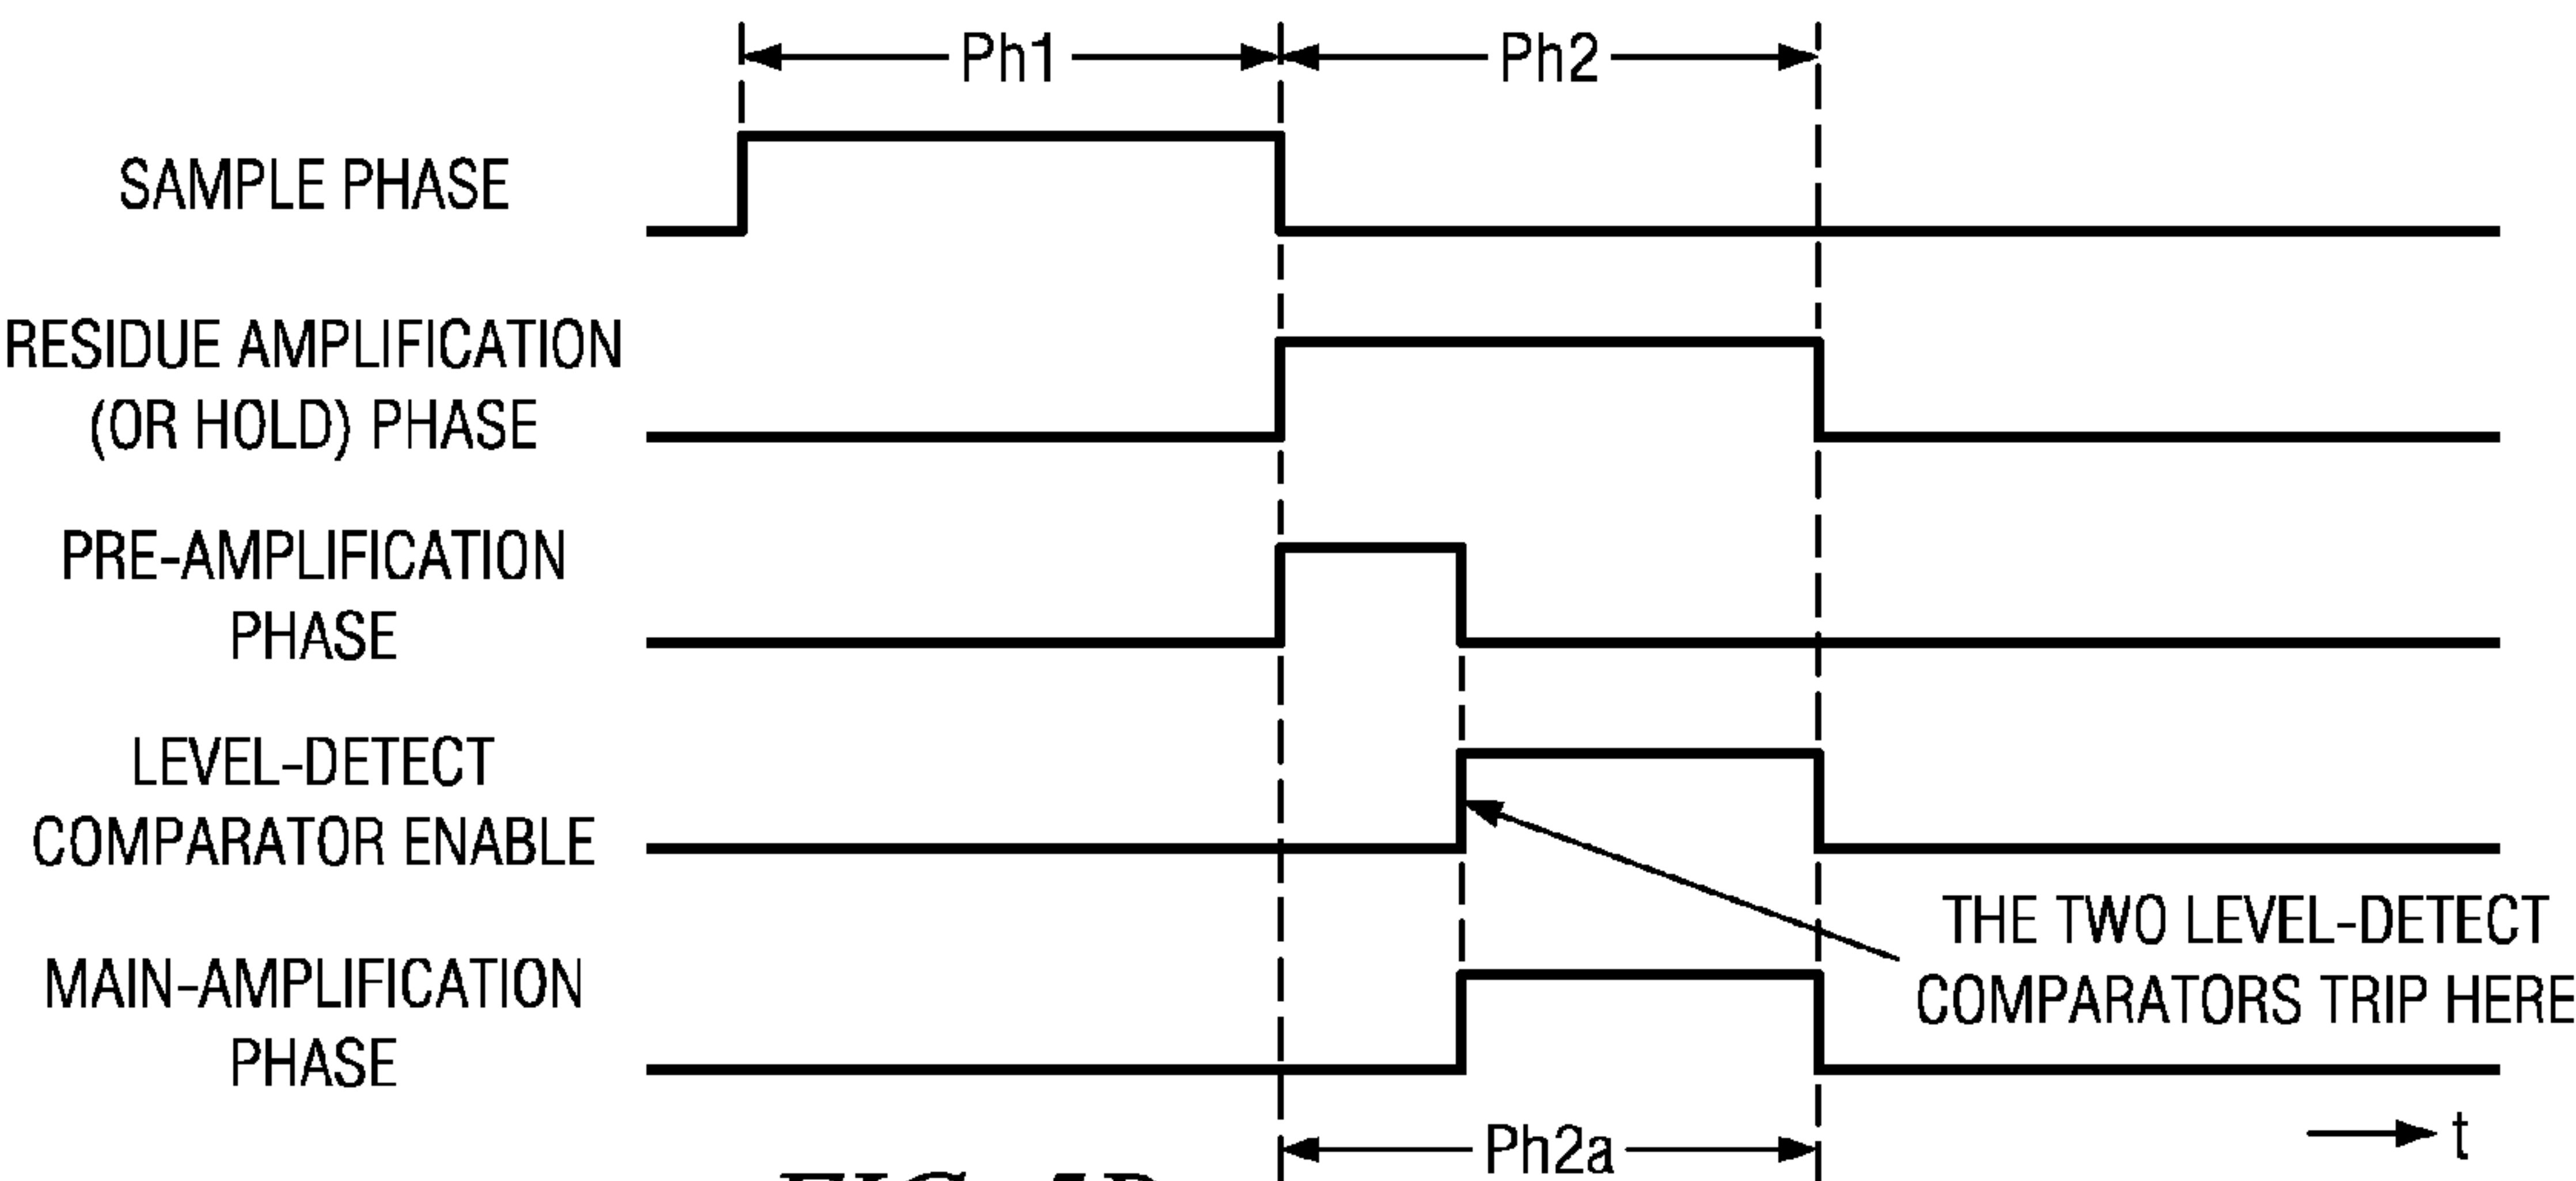 Ph1
Ph2
SAMPLE PHASE
RESIDUE AMPLIFICATION
(OR HOLD) PHASE
PRE-AMPLIFICATION
PHASE
LEVEL-DETECT
COMPARATOR ENABLE
THE TWO LEVEL-DETECT
COMPARATORS TRIP HERE
MAIN-AMPLIFICATION
PHASE
Ph2a
t